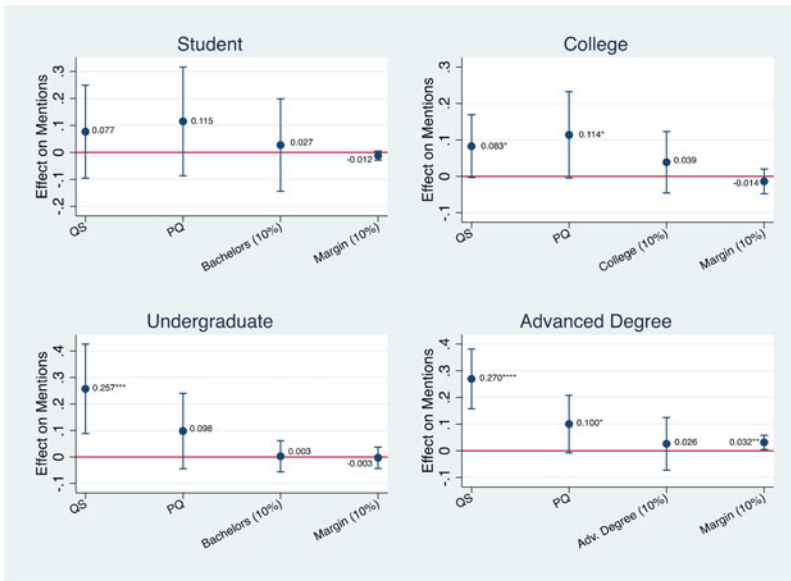 Student
Effect on Mentions
.3
.2
.1
0
-.1
-.2
0.077
0.115
0.027
-0.012
QS
PQ
Bachelors (10%)
Margin (10%)
College
Effect on Mentions
.3
.2
.1
0
-.1
0.083*
0.114*
0.039
-0.014
QS
PQ
College (10%)
Margin (10%)
Undergraduate
Effect on Mentions
.4
.3
.2
.1
0
-.1
0.257***
0.098
0.003
-0.003
QS
PQ
Bachelors (10%)
Margin (10%)
Advanced Degree
Effect on Mentions
.4
.3
.2
.1
0
-.1
0.270****
0.100*
0.026
0.032**
QS
PQ
Adv. Degree (10%)
Margin (10%)